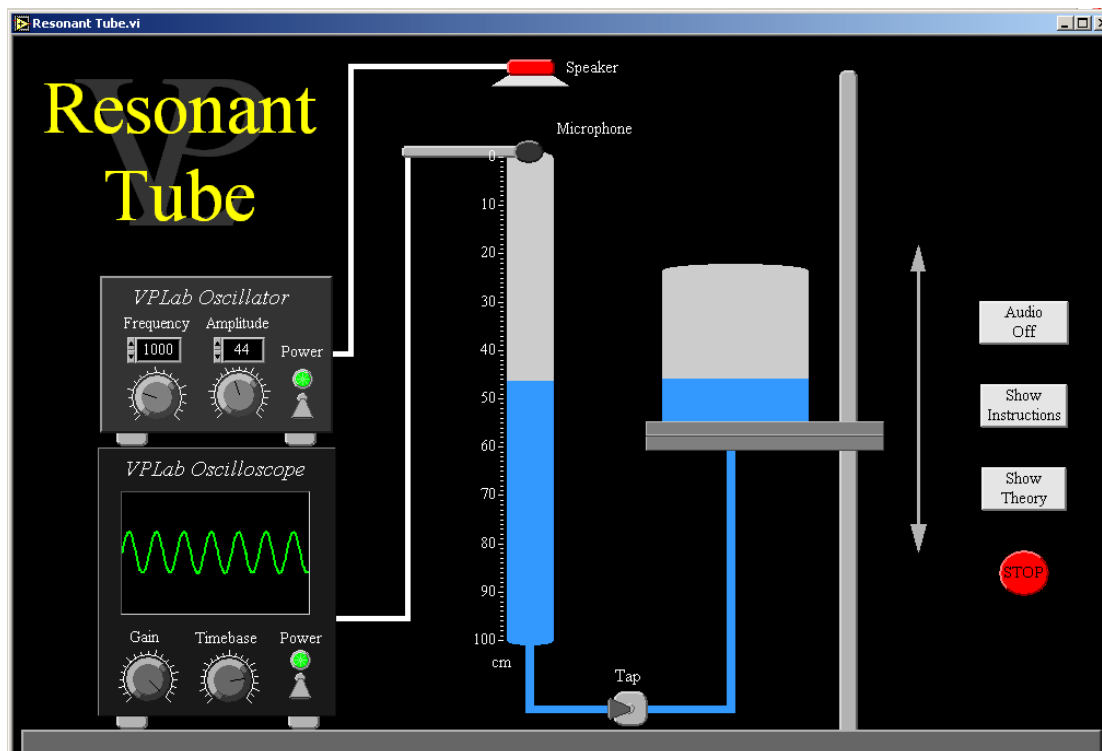 Resonant Tube.vi
VP
Resonant
Tube
Speaker
Microphone
0
10
20
30
40
50
60
70
80
90
100
cm
VPLab Oscillator
Frequency Amplitude
1000 44 Power
VPLab Oscilloscope
Gain Timebase Power
Tap
Audio
Off
Show
Instructions
Show
Theory
STOP